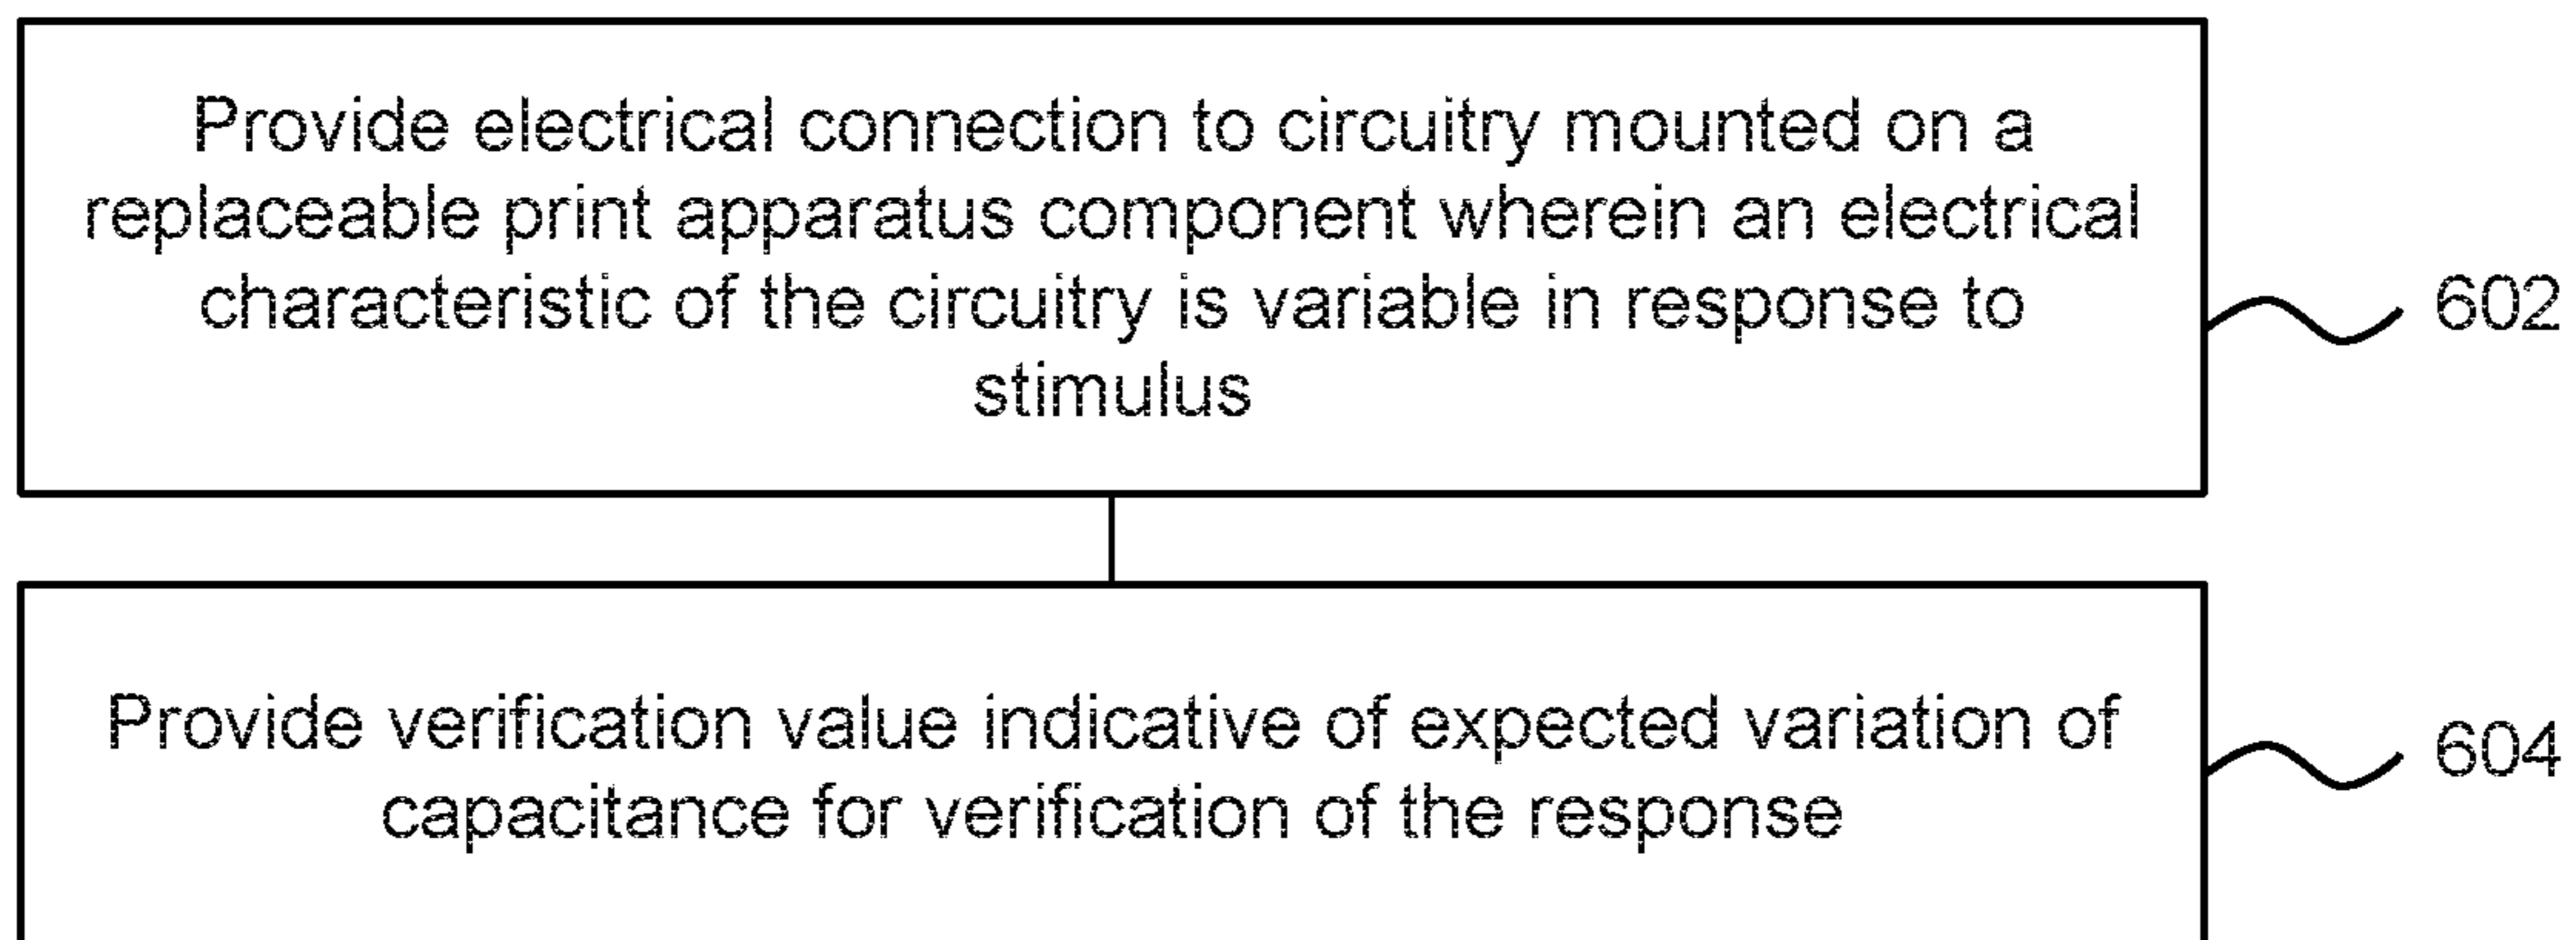 Provide electrical connection to circuitry mounted on a
replaceable print apparatus component wherein an electrical
characteristic of the circuitry is variable in response to
stimulus
602
Provide verification value indicative of expected variation of
capacitance for verification of the response
604